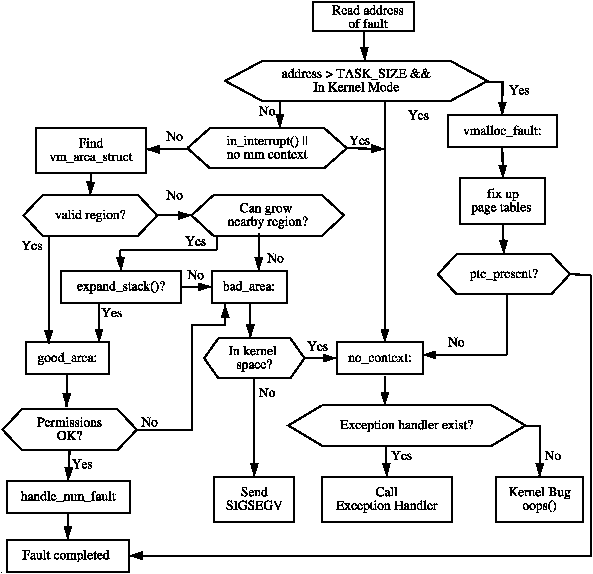 Read address
of fault
address > TASK_SIZE &&
In Kernel Mode
No
Yes
Yes
Find
vm_area_struct
No
in_interrupt() ||
no mm context
Yes
vmalloc_fault:
valid region?
No
Can grow
nearby region?
fix up
page tables
Yes
Yes
No
expand_stack()?
No
bad_area:
pte_present?
Yes
good_area:
In kernel
space?
Yes
no_context:
No
No
Permissions
OK?
No
Exception handler exist?
Yes
Yes
No
handle_mm_fault
Send
SIGSEGV
Call
Exception Handler
Kernel Bug
oops()
Fault completed